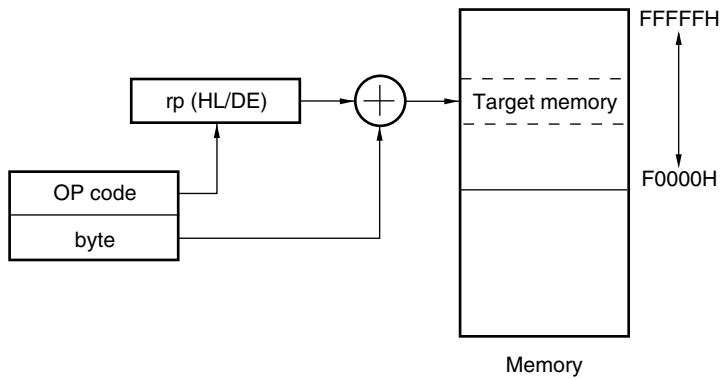 FFFFFH
rp (HL/DE)
Target memory
F0000H
OP code
byte
Memory